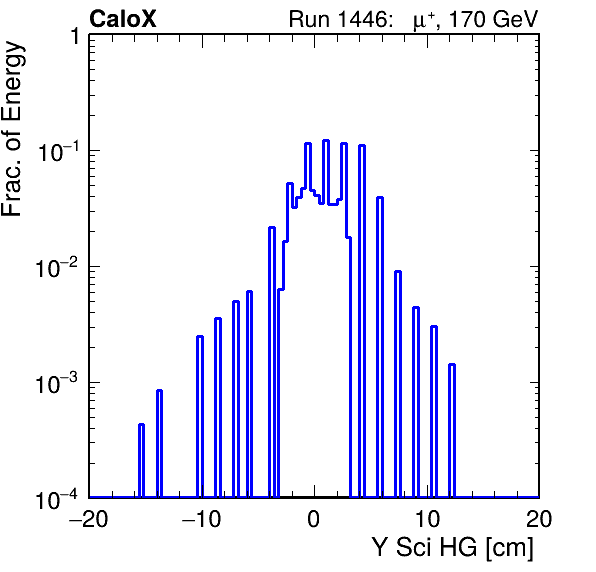 CaloX Run 1446: μ⁺, 170 GeV
Frac. of Energy
1
10⁻¹
10⁻²
10⁻³
10⁻⁴
−20 −10 0 10 20
Y Sci HG [cm]